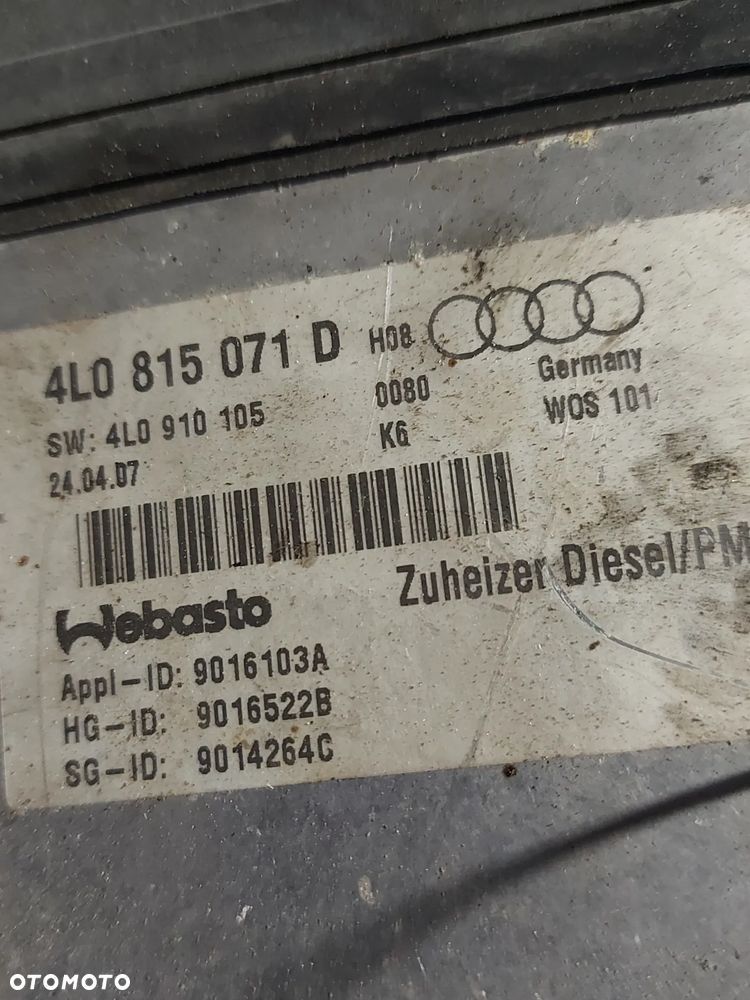 4L0 815 071 D H08
SW: 4L0 910 105 0080 Germany
24.04.07 K6 WOS 101
Zuheizer Diesel/PM
Webasto
Appl-ID: 9016103A
HG-ID: 9016522B
SG-ID: 9014264C
OTOMOTO